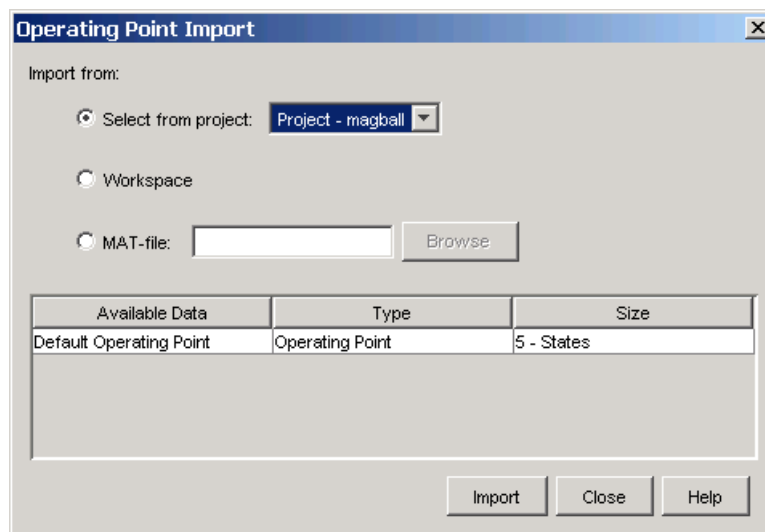 Operating Point Import
Import from:
Select from project: Project - magball
Workspace
MAT-file: Browse
Available Data Type Size
Default Operating Point Operating Point 5 - States
Import Close Help